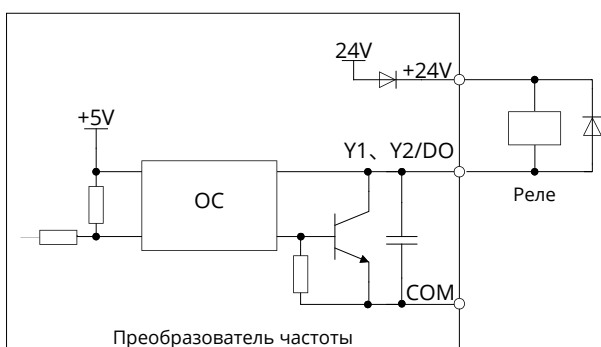 24V
+24V
+5V
Y1、Y2/DO
OC
Реле
COM
Преобразователь частоты